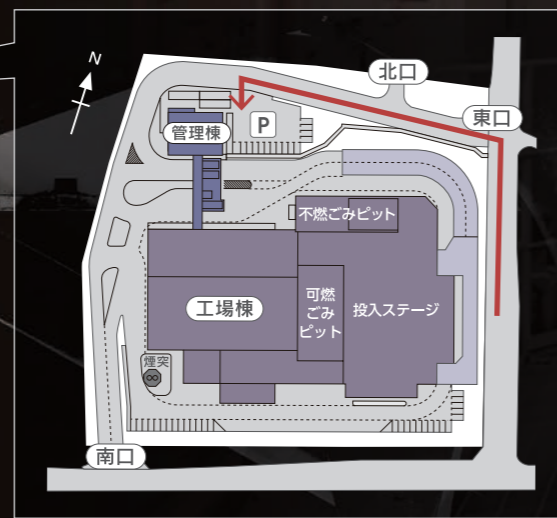 N
北口
東口
管理棟
P
不燃ごみピット
工場棟
可燃
ごみ
ピット
投入ステージ
煙突
南口